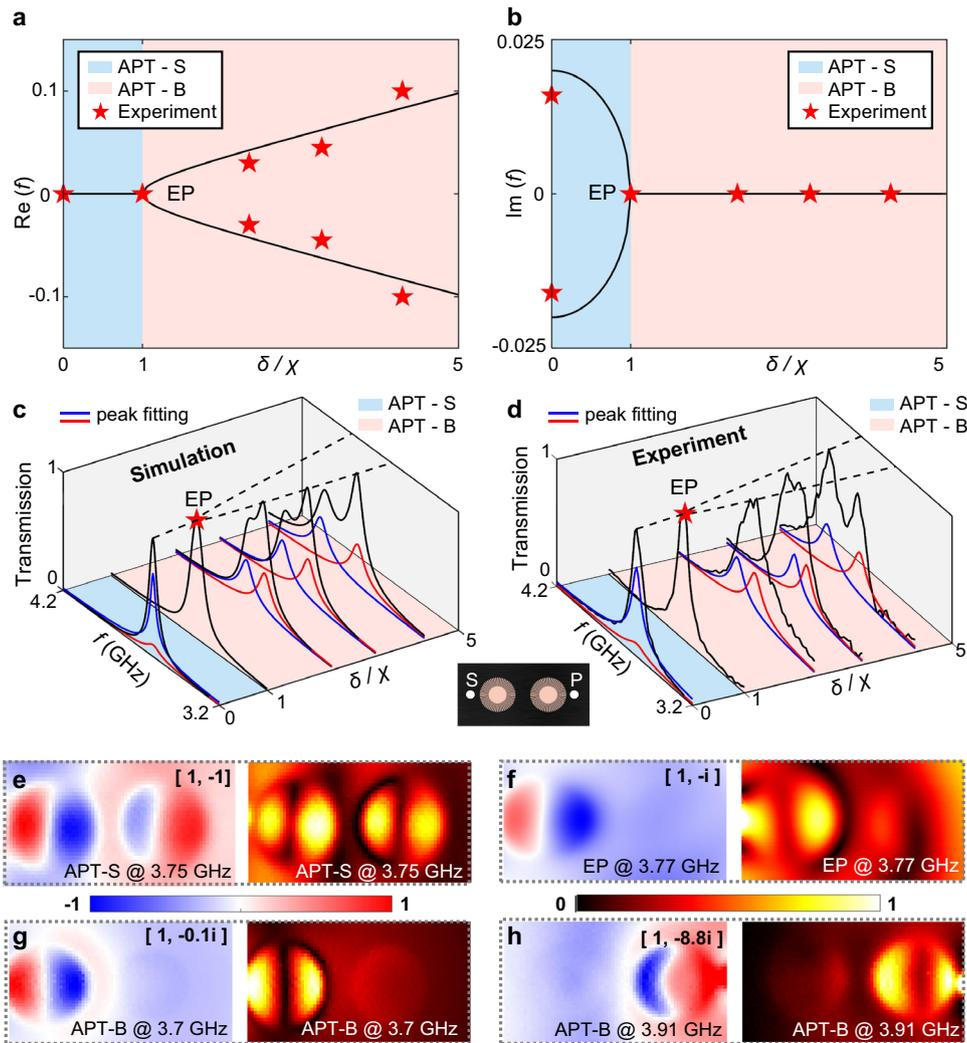 a
APT - S
APT - B
Experiment
EP
0.1
0
-0.1
Re (f)
0
1
δ / χ
5
b
0.025
APT - S
APT - B
Experiment
EP
0
-0.025
Im (f)
0
1
δ / χ
5
c
peak fitting
APT - S
APT - B
Simulation
EP
1
0
Transmission
4.2
f (GHz)
3.2
0
1
δ / χ
5
d
peak fitting
APT - S
APT - B
Experiment
EP
1
0
Transmission
4.2
f (GHz)
3.2
0
1
δ / χ
5
S
P
e
[ 1, -1]
APT-S @ 3.75 GHz
APT-S @ 3.75 GHz
f
[ 1, -i ]
EP @ 3.77 GHz
EP @ 3.77 GHz
-1
1
0
1
g
[ 1, -0.1i ]
APT-B @ 3.7 GHz
APT-B @ 3.7 GHz
h
[ 1, -8.8i ]
APT-B @ 3.91 GHz
APT-B @ 3.91 GHz